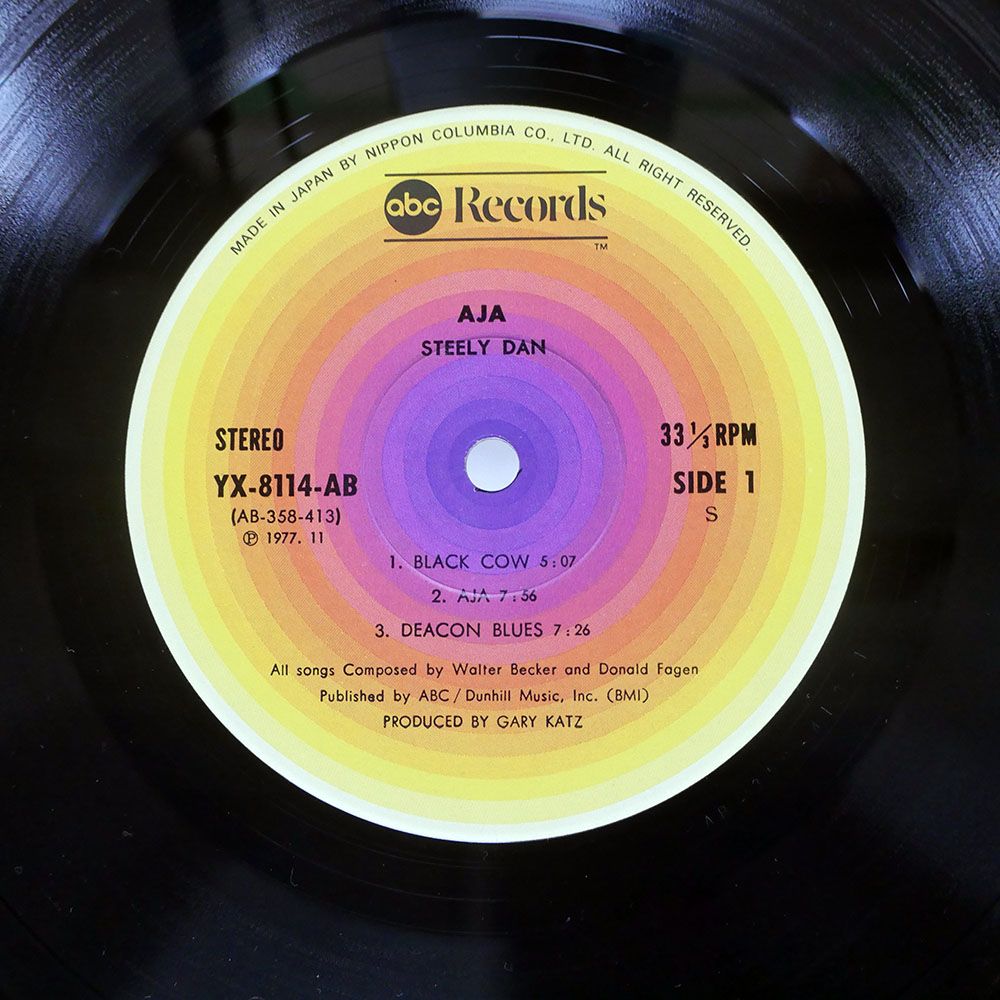 MADE IN JAPAN BY NIPPON COLUMBIA CO., LTD. ALL RIGHT RESERVED.
abc Records
TM
AJA
STEELY DAN
STEREO
YX-8114-AB
(AB-358-413)
℗ 1977. 11
33 1/3 RPM
SIDE 1
S
1. BLACK COW 5:07
2. AJA 7:56
3. DEACON BLUES 7:26
All songs Composed by Walter Becker and Donald Fagen
Published by ABC/Dunhill Music, Inc. (BMI)
PRODUCED BY GARY KATZ